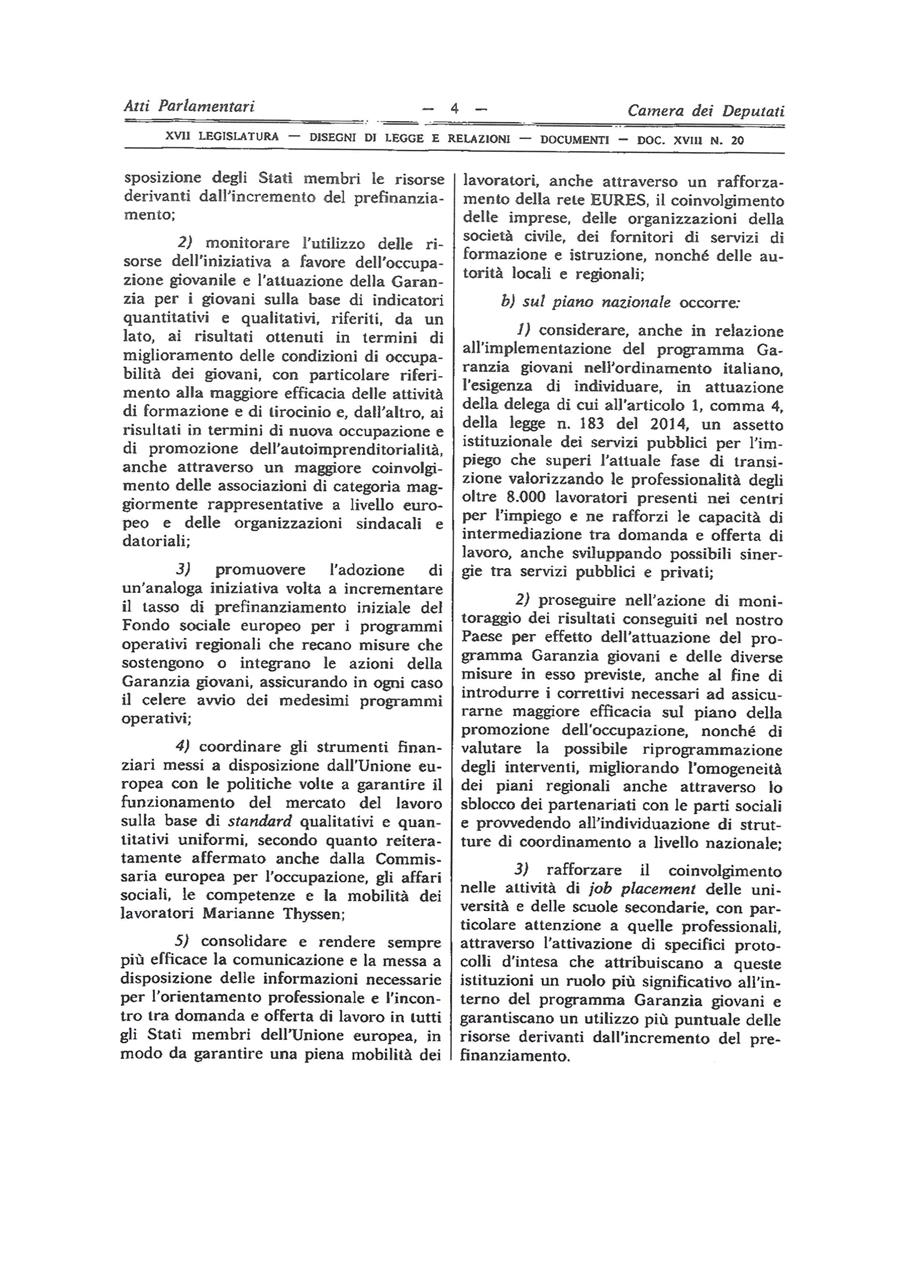 Atti Parlamentari — 4 — Camera dei Deputati
XVII LEGISLATURA — DISEGNI DI LEGGE E RELAZIONI — DOCUMENTI — DOC. XVIII N. 20
sposizione degli Stati membri le risorse
derivanti dall'incremento del prefinanzia-
mento;
2) monitorare l'utilizzo delle ri-
sorse dell'iniziativa a favore dell'occupa-
zione giovanile e l'attuazione della Garan-
zia per i giovani sulla base di indicatori
quantitativi e qualitativi, riferiti, da un
lato, ai risultati ottenuti in termini di
miglioramento delle condizioni di occupa-
bilità dei giovani, con particolare riferi-
mento alla maggiore efficacia delle attività
di formazione e di tirocinio e, dall'altro, ai
risultati in termini di nuova occupazione e
di promozione dell'autoimprenditorialità,
anche attraverso un maggiore coinvolgi-
mento delle associazioni di categoria mag-
giormente rappresentative a livello euro-
peo e delle organizzazioni sindacali e
datoriali;
3) promuovere l'adozione di
un'analoga iniziativa volta a incrementare
il tasso di prefinanziamento iniziale del
Fondo sociale europeo per i programmi
operativi regionali che recano misure che
sostengono o integrano le azioni della
Garanzia giovani, assicurando in ogni caso
il celere avvio dei medesimi programmi
operativi;
4) coordinare gli strumenti finan-
ziari messi a disposizione dall'Unione eu-
ropea con le politiche volte a garantire il
funzionamento del mercato del lavoro
sulla base di standard qualitativi e quan-
titativi uniformi, secondo quanto reitera-
tamente affermato anche dalla Commis-
saria europea per l'occupazione, gli affari
sociali, le competenze e la mobilità dei
lavoratori Marianne Thyssen;
5) consolidare e rendere sempre
più efficace la comunicazione e la messa a
disposizione delle informazioni necessarie
per l'orientamento professionale e l'incon-
tro tra domanda e offerta di lavoro in tutti
gli Stati membri dell'Unione europea, in
modo da garantire una piena mobilità dei
lavoratori, anche attraverso un rafforza-
mento della rete EURES, il coinvolgimento
delle imprese, delle organizzazioni della
società civile, dei fornitori di servizi di
formazione e istruzione, nonché delle au-
torità locali e regionali;
b) sul piano nazionale occorre:
1) considerare, anche in relazione
all'implementazione del programma Ga-
ranzia giovani nell'ordinamento italiano,
l'esigenza di individuare, in attuazione
della delega di cui all'articolo 1, comma 4,
della legge n. 183 del 2014, un assetto
istituzionale dei servizi pubblici per l'im-
piego che superi l'attuale fase di transi-
zione valorizzando le professionalità degli
oltre 8.000 lavoratori presenti nei centri
per l'impiego e ne rafforzi le capacità di
intermediazione tra domanda e offerta di
lavoro, anche sviluppando possibili siner-
gie tra servizi pubblici e privati;
2) proseguire nell'azione di moni-
toraggio dei risultati conseguiti nel nostro
Paese per effetto dell'attuazione del pro-
gramma Garanzia giovani e delle diverse
misure in esso previste, anche al fine di
introdurre i correttivi necessari ad assicu-
rarne maggiore efficacia sul piano della
promozione dell'occupazione, nonché di
valutare la possibile riprogrammazione
degli interventi, migliorando l'omogeneità
dei piani regionali anche attraverso lo
sblocco dei partenariati con le parti sociali
e provvedendo all'individuazione di strut-
ture di coordinamento a livello nazionale;
3) rafforzare il coinvolgimento
nelle attività di job placement delle uni-
versità e delle scuole secondarie, con par-
ticolare attenzione a quelle professionali,
attraverso l'attivazione di specifici proto-
colli d'intesa che attribuiscano a queste
istituzioni un ruolo più significativo all'in-
terno del programma Garanzia giovani e
garantiscano un utilizzo più puntuale delle
risorse derivanti dall'incremento del pre-
finanziamento.